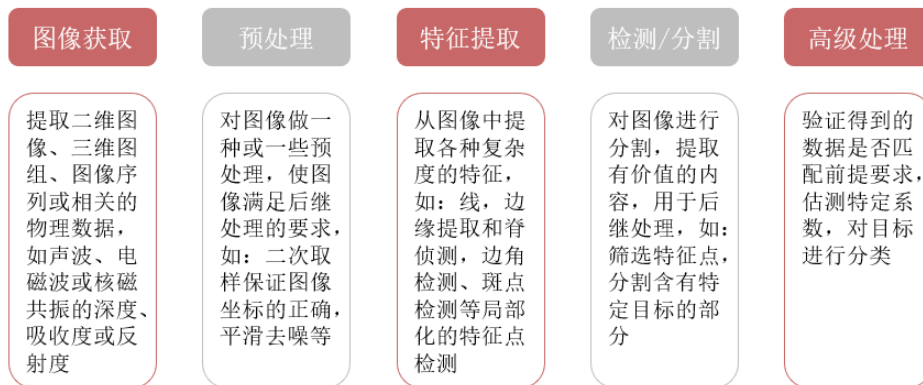 图像获取
提取二维图
像、三维图
组、图像序
列或相关的
物理数据，
如声波、电
磁波或核磁
共振的深度、
吸收度或反
射度
预处理
对图像做一
种或一些预
处理，使图
像满足后继
处理的要求，
如：二次取
样保证图像
坐标的正确，
平滑去噪等
特征提取
从图像中提
取各种复杂
度的特征，
如：线，边
缘提取和脊
侦测，边角
检测、斑点
检测等局部
化的特征点
检测
检测/分割
对图像进行
分割，提取
有价值的内
容，用于后
继处理，如：
筛选特征点，
分割含有特
定目标的部
分
高级处理
验证得到的
数据是否匹
配前提要求，
估测特定系
数，对目标
进行分类